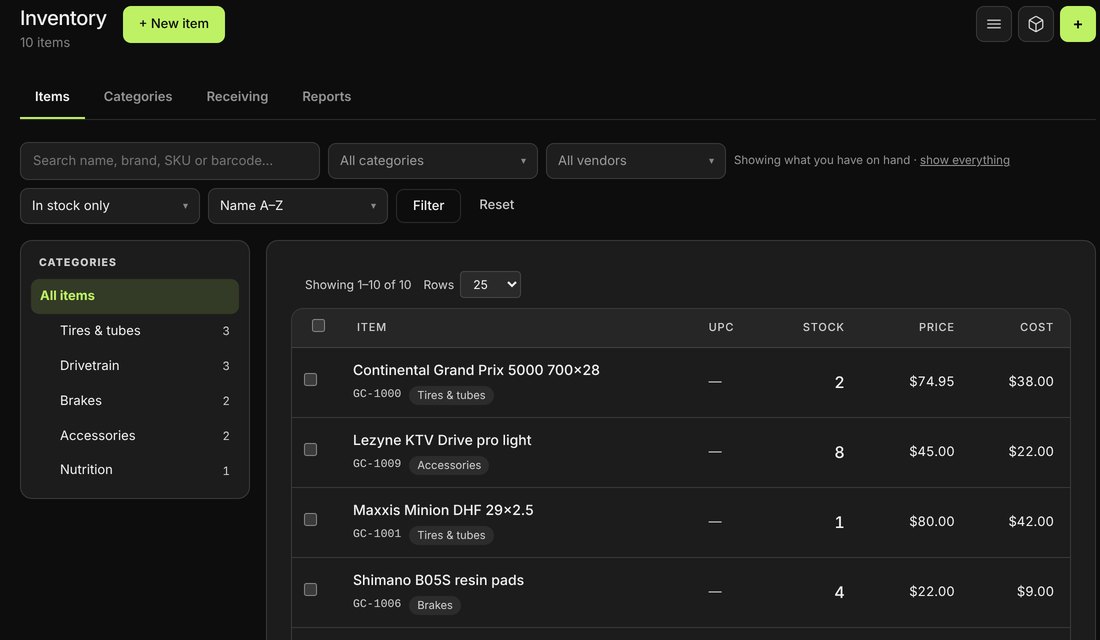 Inventory
+ New item
10 items
+
Items Categories Receiving Reports
Search name, brand, SKU or barcode...
All categories
All vendors
Showing what you have on hand · show everything
In stock only
Name A–Z
Filter
Reset
CATEGORIES
All items
Tires & tubes 3
Drivetrain 3
Brakes 2
Accessories 2
Nutrition 1
Showing 1–10 of 10 Rows 25
ITEM UPC STOCK PRICE COST
Continental Grand Prix 5000 700×28
GC-1000 Tires & tubes
— 2 $74.95 $38.00
Lezyne KTV Drive pro light
GC-1009 Accessories
— 8 $45.00 $22.00
Maxxis Minion DHF 29×2.5
GC-1001 Tires & tubes
— 1 $80.00 $42.00
Shimano B05S resin pads
GC-1006 Brakes
— 4 $22.00 $9.00